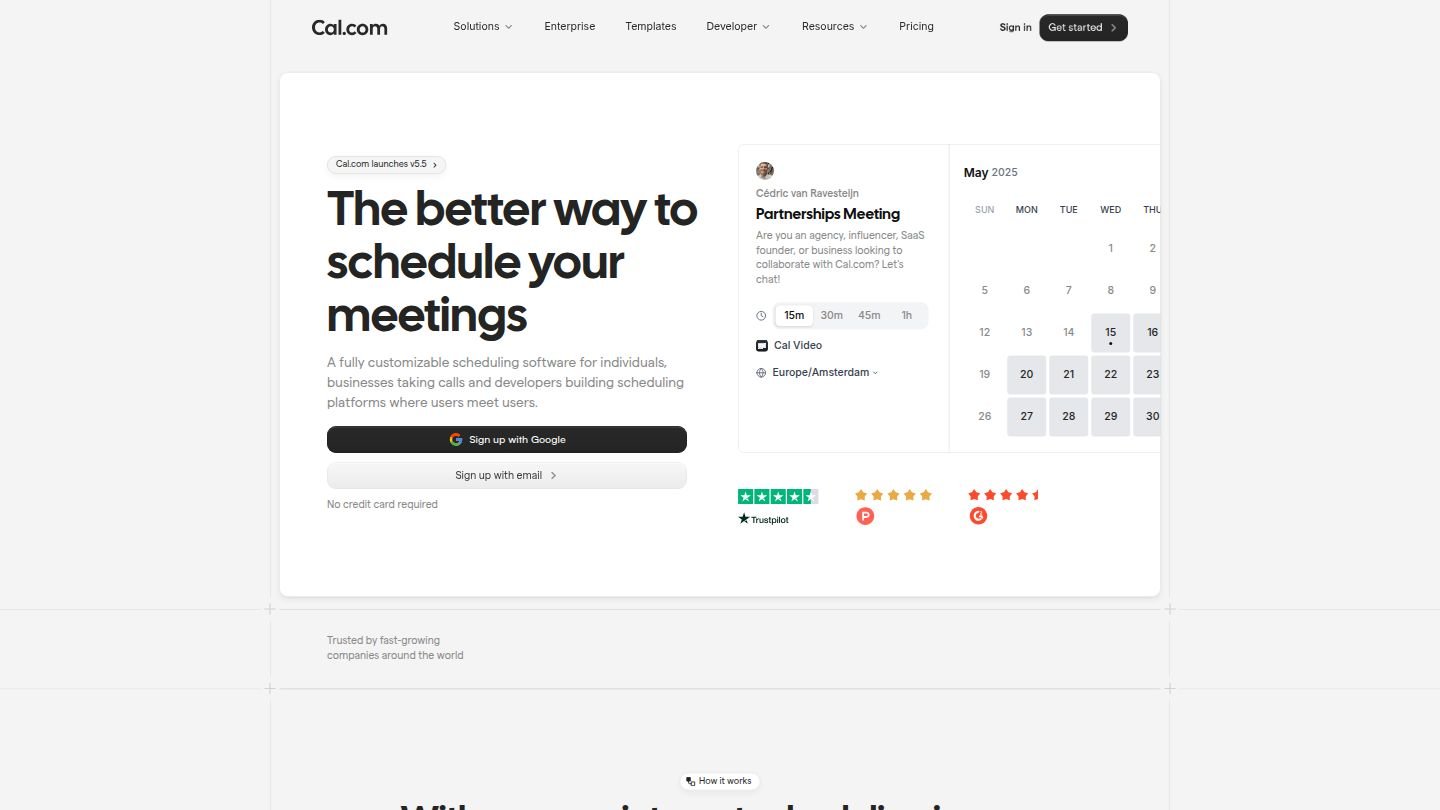 Cal.com
Solutions
Enterprise
Templates
Developer
Resources
Pricing
Sign in
Get started
Cal.com launches v5.5
The better way to
schedule your
meetings
A fully customizable scheduling software for individuals,
businesses taking calls and developers building scheduling
platforms where users meet users.
Sign up with Google
Sign up with email
No credit card required
Cédric van Ravesteijn
Partnerships Meeting
Are you an agency, influencer, SaaS
founder, or business looking to
collaborate with Cal.com? Let's
chat!
15m 30m 45m 1h
Cal Video
Europe/Amsterdam
May 2025
SUN MON TUE WED THU
1 2
5 6 7 8 9
12 13 14 15 16
19 20 21 22 23
26 27 28 29 30
Trustpilot
P
G
Trusted by fast-growing
companies around the world
How it works